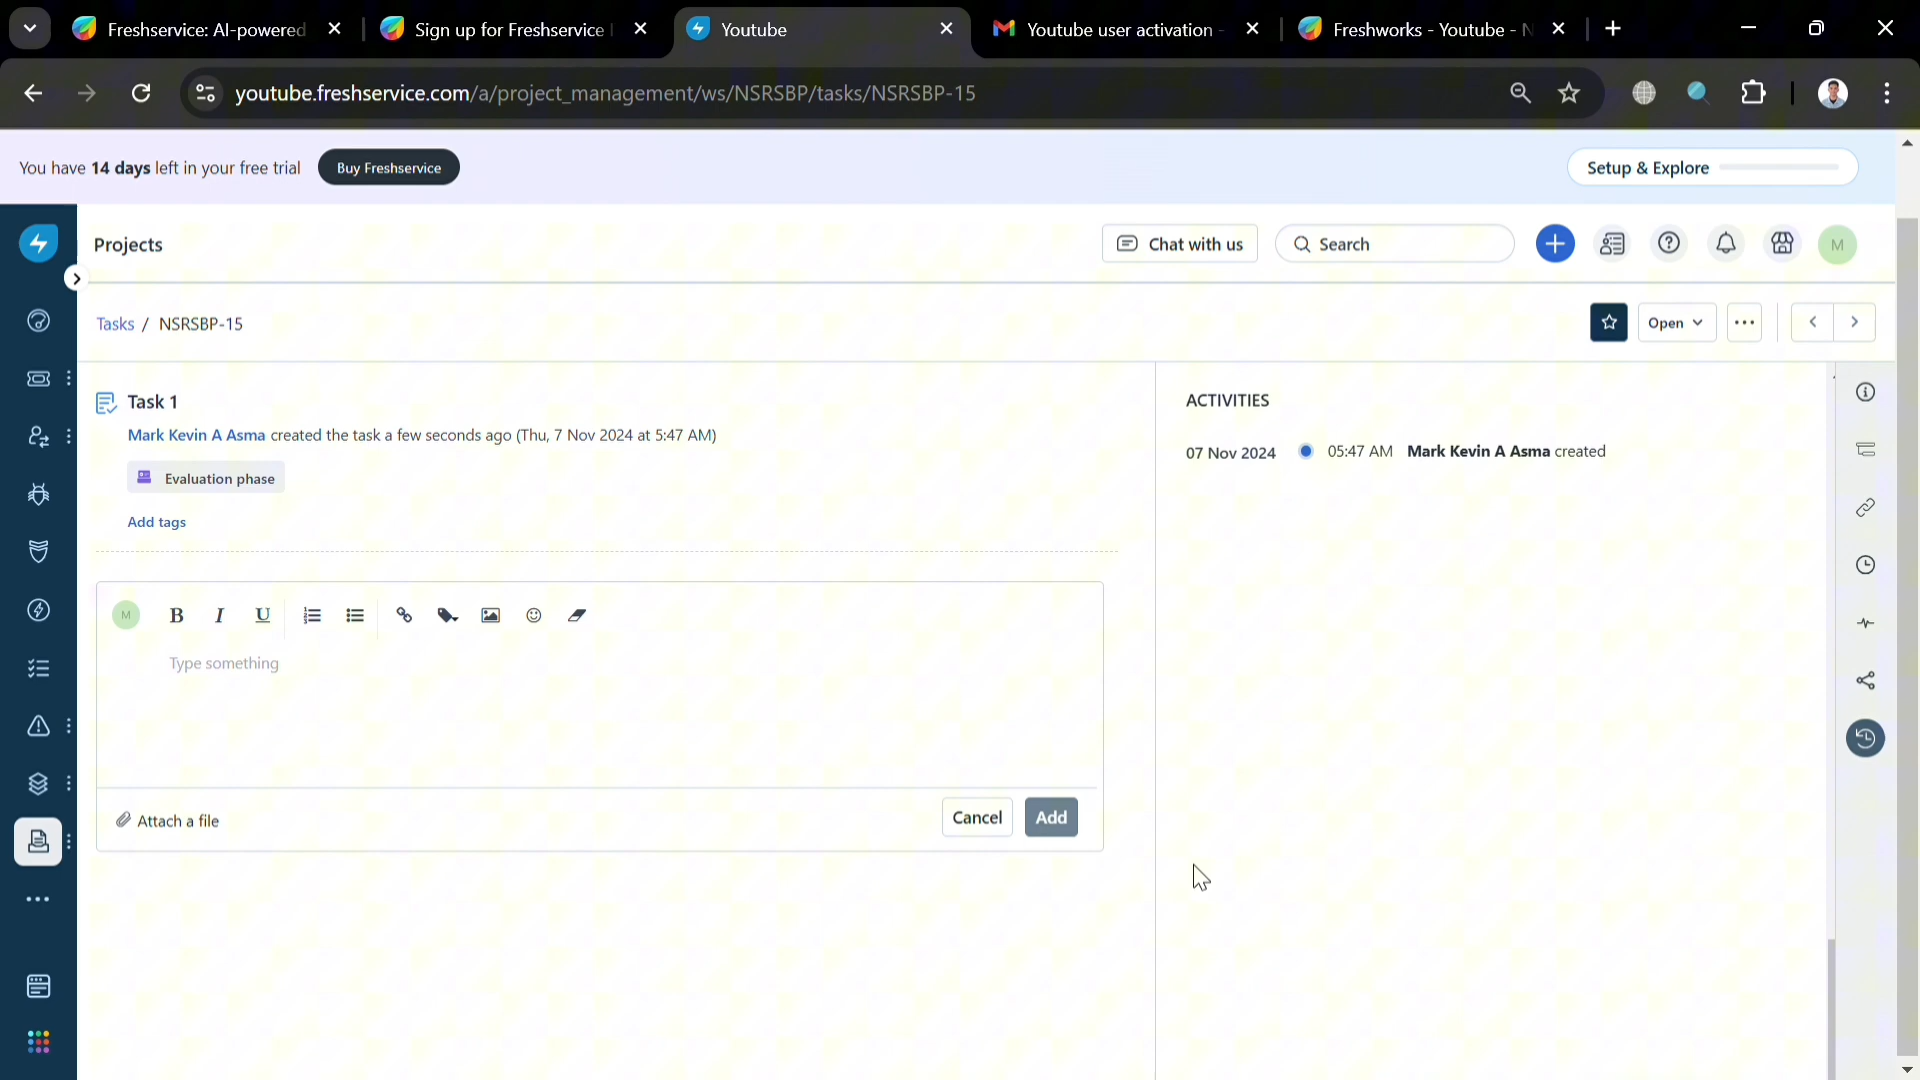 Freshservice: AI-powered
Sign up for Freshservice
Youtube
Youtube user activation -
Freshworks - Youtube - N
youtube.freshservice.com/a/project_management/ws/NSRSBP/tasks/NSRSBP-15
You have 14 days left in your free trial
Buy Freshservice
Setup & Explore
Projects
Chat with us
Search
M
Tasks / NSRSBP-15
Open
Task 1
Mark Kevin A Asma created the task a few seconds ago (Thu, 7 Nov 2024 at 5:47 AM)
Evaluation phase
Add tags
M
B I U
Type something
Attach a file
Cancel
Add
ACTIVITIES
07 Nov 2024 05:47 AM Mark Kevin A Asma created